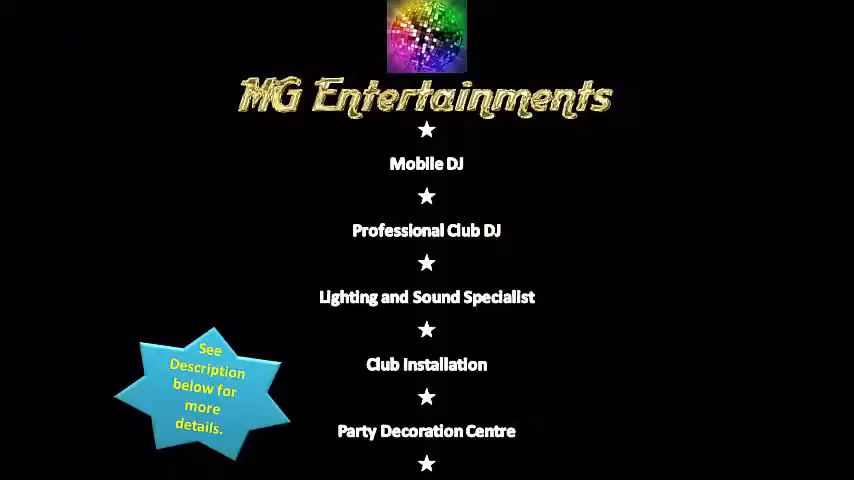 MG Entertainments
Mobile DJ
Professional Club DJ
Lighting and Sound Specialist
Club Installation
Party Decoration Centre
See
Description
below for
more
details.